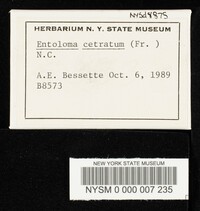 NYSd4875
HERBARIUM N. Y. STATE MUSEUM
Entoloma cetratum (Fr. )
N.C.
A.E. Bessette Oct. 6, 1989
B8573
NEW YORK STATE MUSEUM
NYSM 0 000 007 235